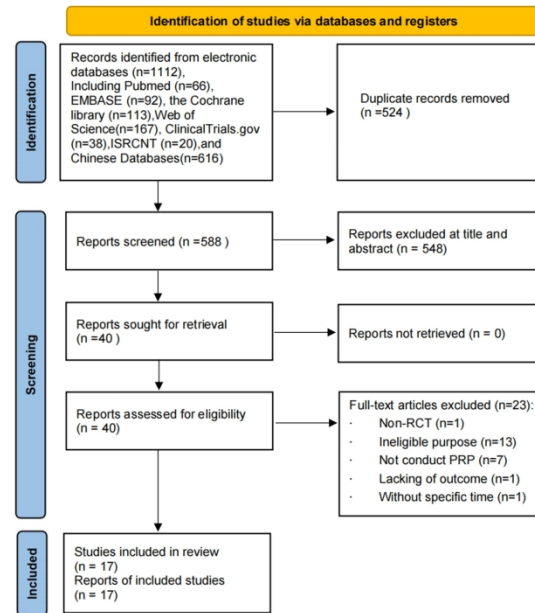 Identification of studies via databases and registers
Identification
Records identified from electronic
databases (n=1112),
Including Pubmed (n=66),
EMBASE (n=92), the Cochrane
library (n=113),Web of
Science(n=167), ClinicalTrials.gov
(n=38),ISRCNT (n=20),and
Chinese Databases(n=616)
Duplicate records removed
(n =524 )
Screening
Reports screened (n =588 )
Reports excluded at title and
abstract (n = 548)
Reports sought for retrieval
(n =40 )
Reports not retrieved (n = 0)
Reports assessed for eligibility
(n = 40)
Full-text articles excluded (n=23):
· Non-RCT (n=1)
· Ineligible purpose (n=13)
· Not conduct PRP (n=7)
· Lacking of outcome (n=1)
· Without specific time (n=1)
Included
Studies included in review
(n = 17)
Reports of included studies
(n = 17)